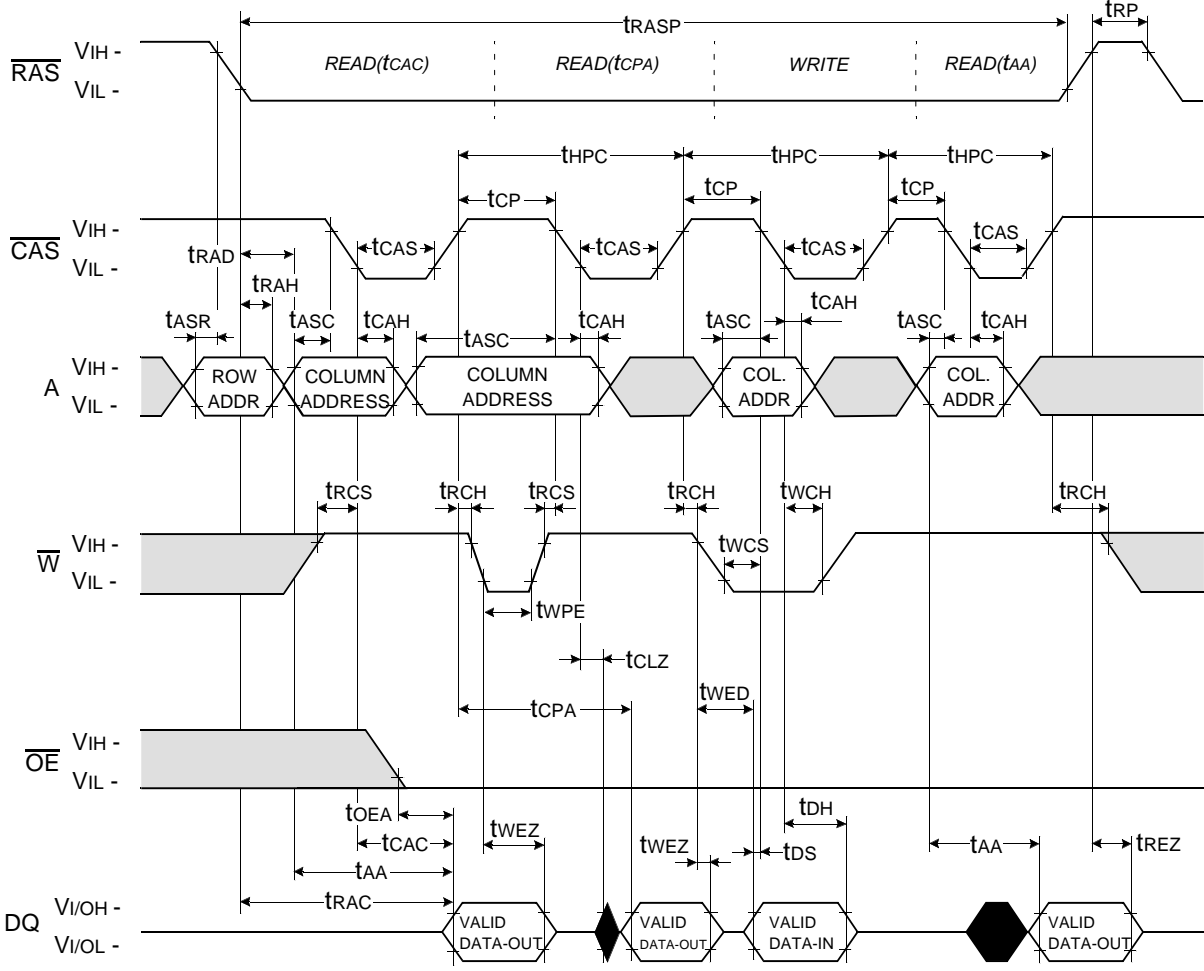 tRASP
tRP
RAS
VIH -
VIL -
READ(tCAC)
READ(tCPA)
WRITE
READ(tAA)
tHPC
tHPC
tHPC
tCP
tCP
tCP
CAS
VIH -
VIL -
tCAS
tCAS
tCAS
tCAS
tRAD
tRAH
tASR
tASC
tCAH
tASC
tCAH
tASC
tCAH
tASC
tCAH
A
VIH -
VIL -
ROW
ADDR
COLUMN
ADDRESS
COLUMN
ADDRESS
COL.
ADDR
COL.
ADDR
tRCS
tRCH
tRCS
tRCH
tWCH
tRCH
W
VIH -
VIL -
tWCS
tWPE
tCLZ
tWED
tCPA
OE
VIH -
VIL -
tOEA
tCAC
tWEZ
tWEZ
tDH
tDS
tAA
tREZ
tAA
tRAC
DQ
VI/OH -
VI/OL -
VALID
DATA-OUT
VALID
DATA-OUT
VALID
DATA-IN
VALID
DATA-OUT